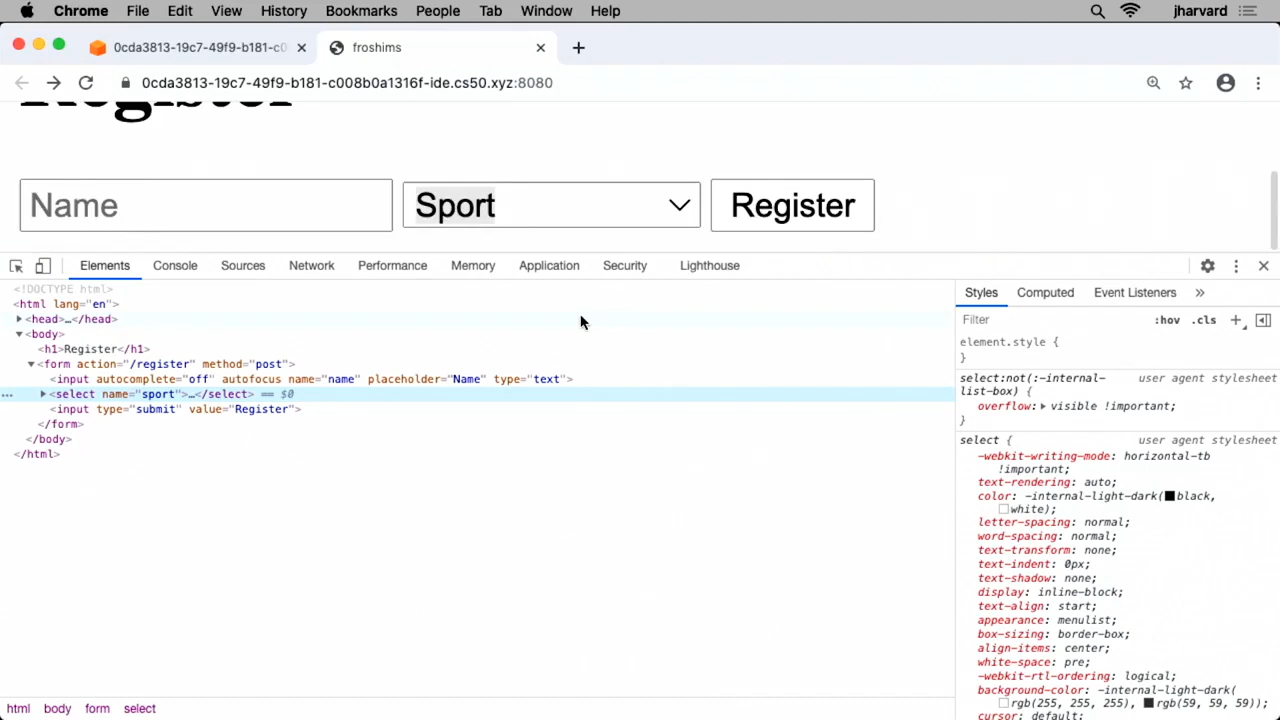 Chrome File Edit View History Bookmarks People Tab Window Help jharvard
0cda3813-19c7-49f9-b181-c0 froshims
0cda3813-19c7-49f9-b181-c008b0a1316f-ide.cs50.xyz:8080
Register
Name Sport Register
Elements Console Sources Network Performance Memory Application Security Lighthouse
<!DOCTYPE html>
<html lang="en">
<head>…</head>
<body>
<h1>Register</h1>
<form action="/register" method="post">
<input autocomplete="off" autofocus name="name" placeholder="Name" type="text">
… <select name="sport">…</select> == $0
<input type="submit" value="Register">
</form>
</body>
</html>
html body form select
Styles Computed Event Listeners »
Filter :hov .cls +
element.style {
}
select:not(:-internal- user agent stylesheet
list-box) {
overflow: visible !important;
}
select { user agent stylesheet
-webkit-writing-mode: horizontal-tb
!important;
text-rendering: auto;
color: -internal-light-dark(black,
white);
letter-spacing: normal;
word-spacing: normal;
text-transform: none;
text-indent: 0px;
text-shadow: none;
display: inline-block;
text-align: start;
appearance: menulist;
box-sizing: border-box;
align-items: center;
white-space: pre;
-webkit-rtl-ordering: logical;
background-color: -internal-light-dark(
rgb(255, 255, 255), rgb(59, 59, 59));
cursor: default;